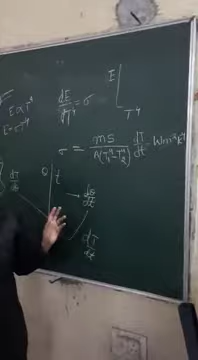 E ∝ T⁴
E = σT⁴
dE/dT⁴ = σ
E
T⁴
σ = ms/A(T₁⁴-T₂⁴) dT/dt Wm⁻²K⁻⁴
dT/dt
θ | t
→ dθ/dt
dT/dt